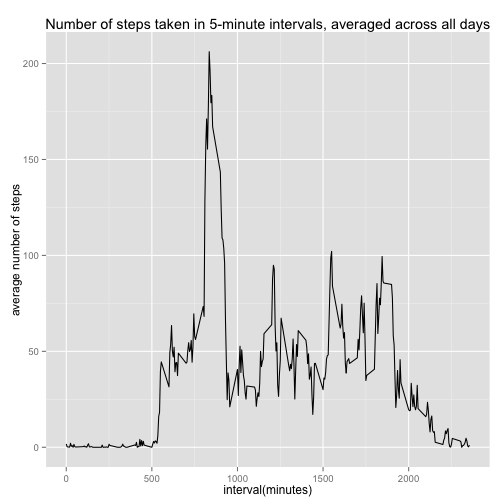 Number of steps taken in 5-minute intervals, averaged across all days
200
150
100
50
0
average number of steps
0 500 1000 1500 2000
interval(minutes)